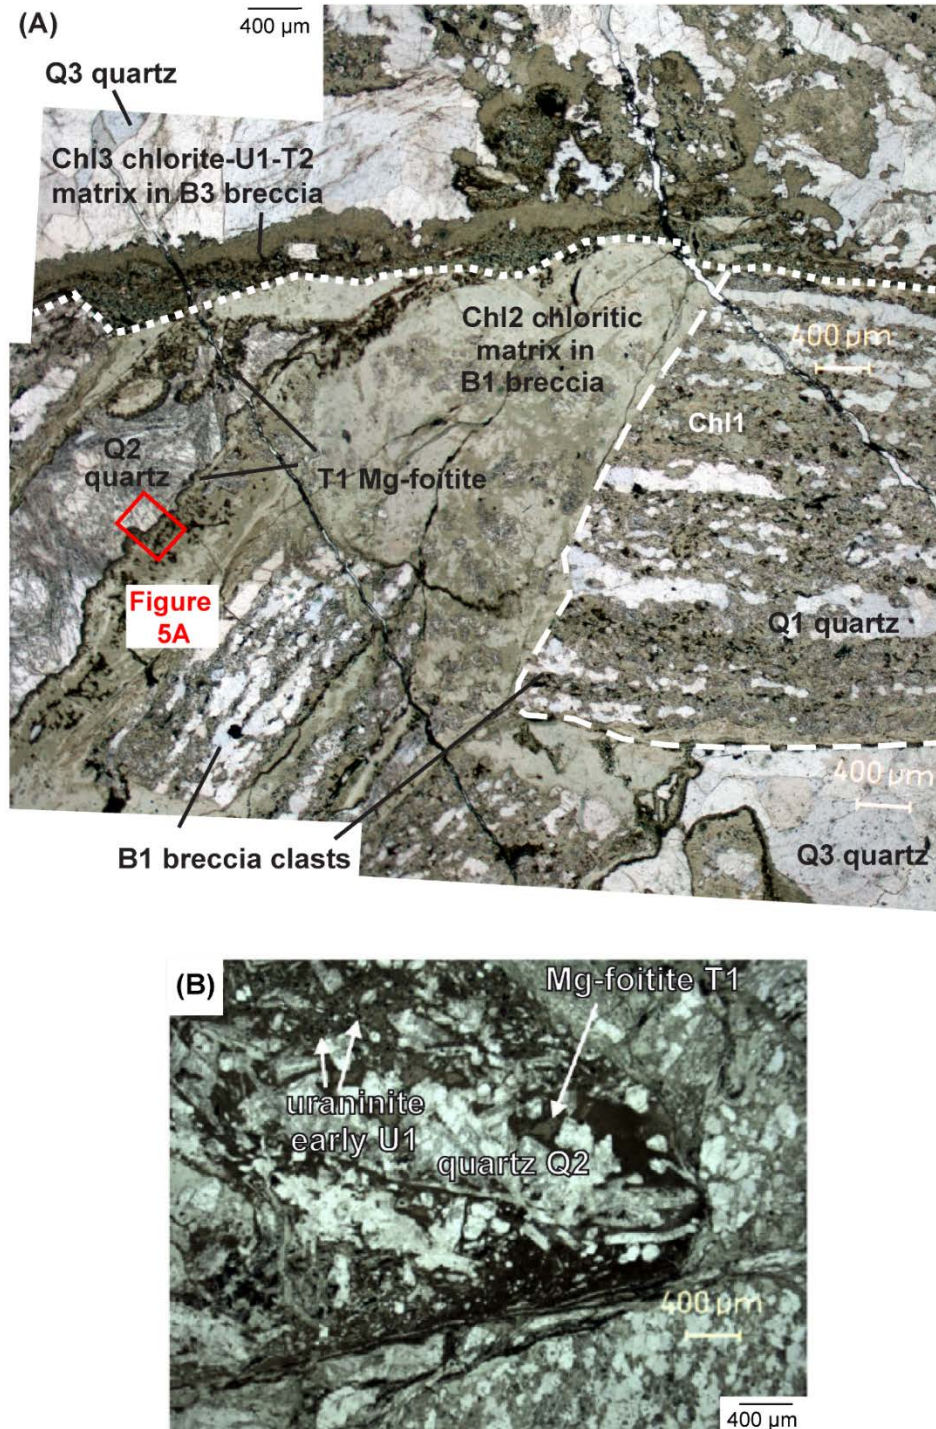 (A)
400 µm
Q3 quartz
Chl3 chlorite-U1-T2
matrix in B3 breccia
Chl2 chloritic
matrix in
B1 breccia
400 µm
Chl1
Q2
quartz
T1 Mg-foitite
Figure
5A
Q1 quartz
400 µm
B1 breccia clasts
Q3 quartz
(B)
Mg-foitite T1
uraninite
early U1
quartz Q2
400 µm
400 µm